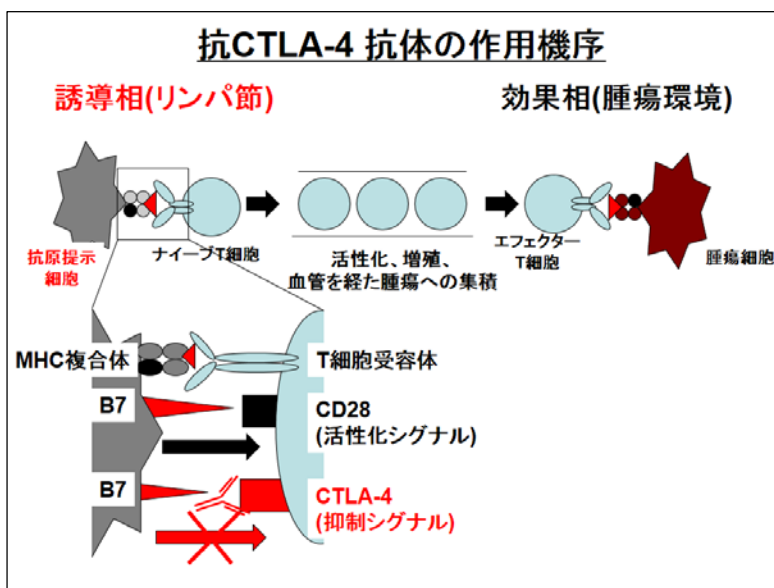 抗CTLA-4 抗体の作用機序
誘導相(リンパ節)
効果相(腫瘍環境)
抗原提示
細胞
ナイーブT細胞
活性化、増殖、
血管を経た腫瘍への集積
エフェクター
T細胞
腫瘍細胞
MHC複合体
T細胞受容体
B7
CD28
(活性化シグナル)
B7
CTLA-4
(抑制シグナル)